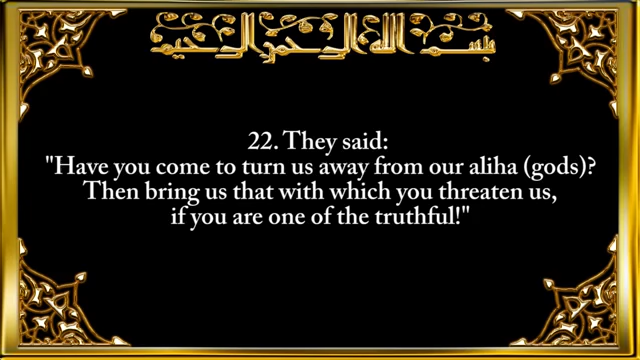 بسم الله الرحمن الرحيم
22. They said:
"Have you come to turn us away from our aliha (gods)?
Then bring us that with which you threaten us,
if you are one of the truthful!"